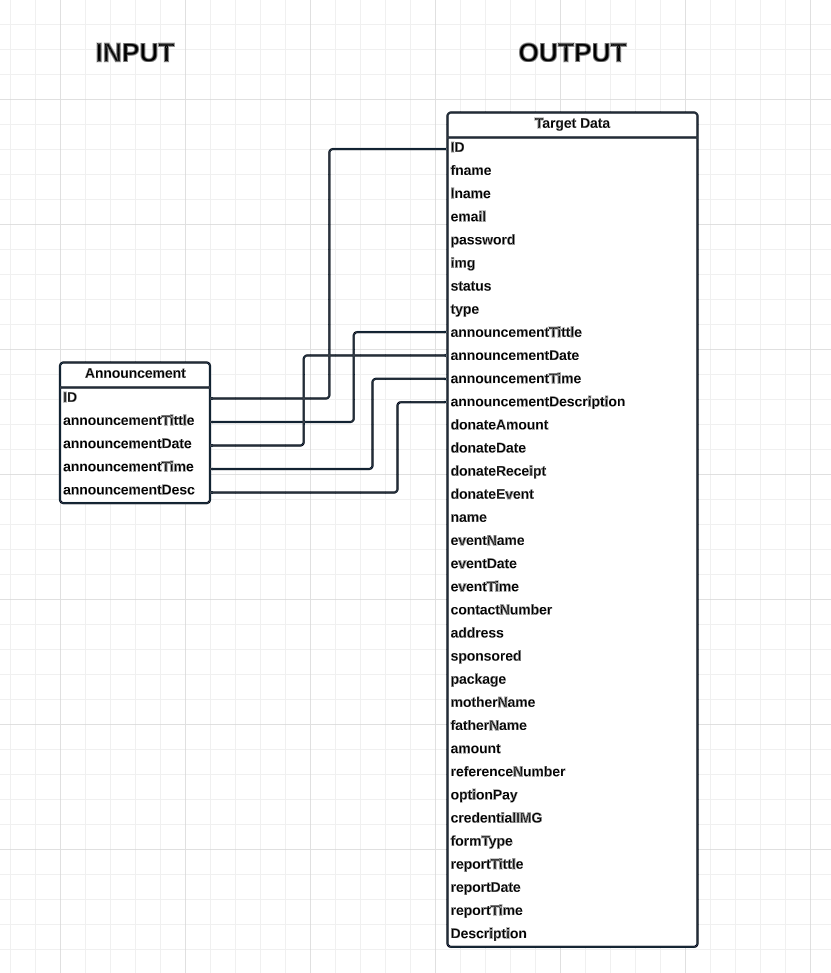 INPUT
OUTPUT
Announcement
ID
announcementTittle
announcementDate
announcementTime
announcementDesc
Target Data
ID
fname
lname
email
password
img
status
type
announcementTittle
announcementDate
announcementTime
announcementDescription
donateAmount
donateDate
donateReceipt
donateEvent
name
eventName
eventDate
eventTime
contactNumber
address
sponsored
package
motherName
fatherName
amount
referenceNumber
optionPay
credentialIMG
formType
reportTittle
reportDate
reportTime
Description